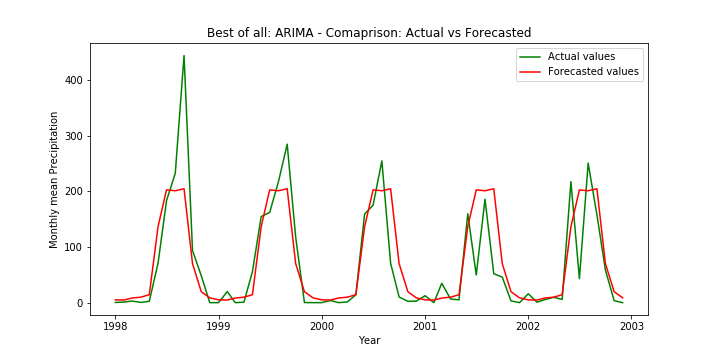 Best of all: ARIMA - Comaprison: Actual vs Forecasted
Actual values
Forecasted values
Monthly mean Precipitation
400
300
200
100
0
1998
1999
2000
2001
2002
2003
Year